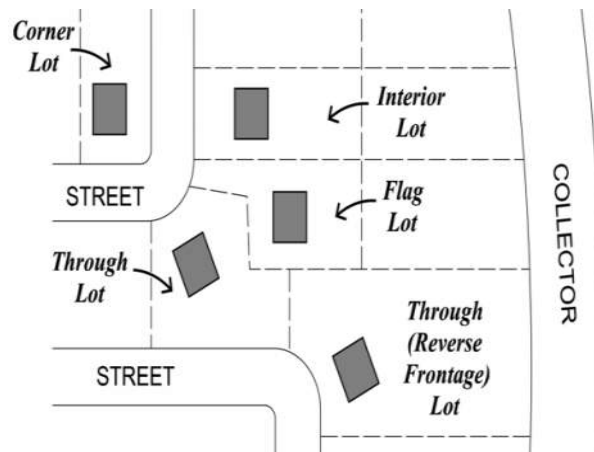 Corner
Lot
Interior
Lot
STREET
Flag
Lot
COLLECTOR
Through
Lot
Through
(Reverse
Frontage)
Lot
STREET